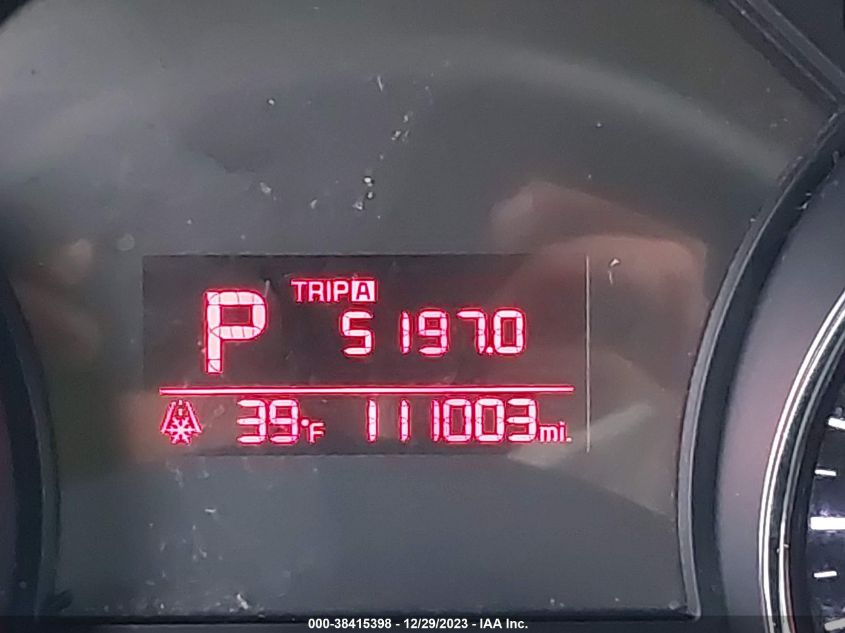 P
TRIP A
5197.0
39°F 111003 mi.
000-38415398 - 12/29/2023 - IAA Inc.